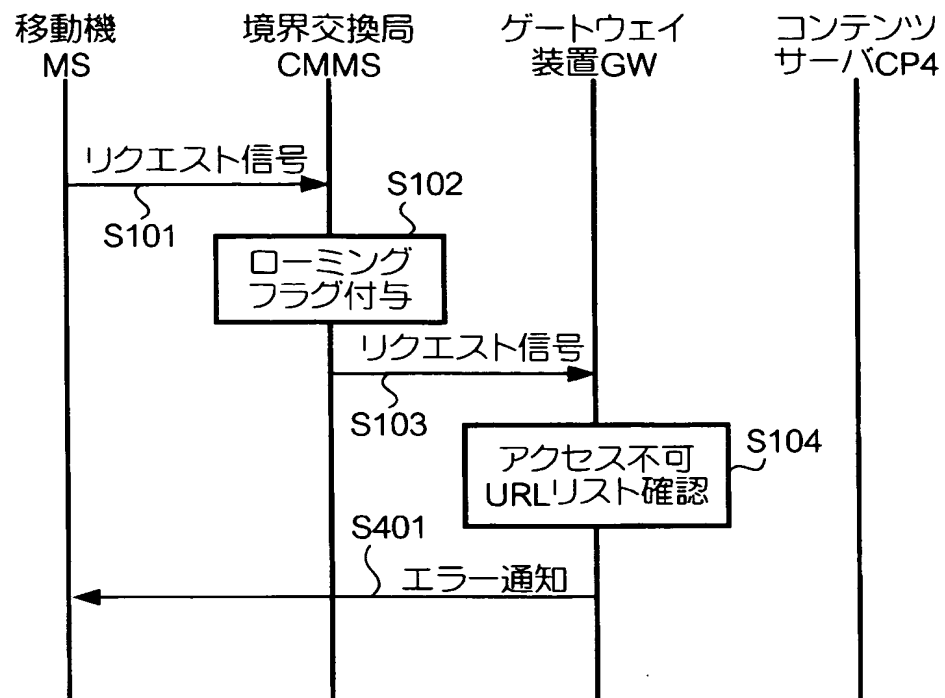 移動機
MS
境界交換局
CMMS
ゲートウェイ
装置GW
コンテンツ
サーバCP4
リクエスト信号
S101
S102
ローミング
フラグ付与
リクエスト信号
S103
S104
アクセス不可
URLリスト確認
S401
エラー通知